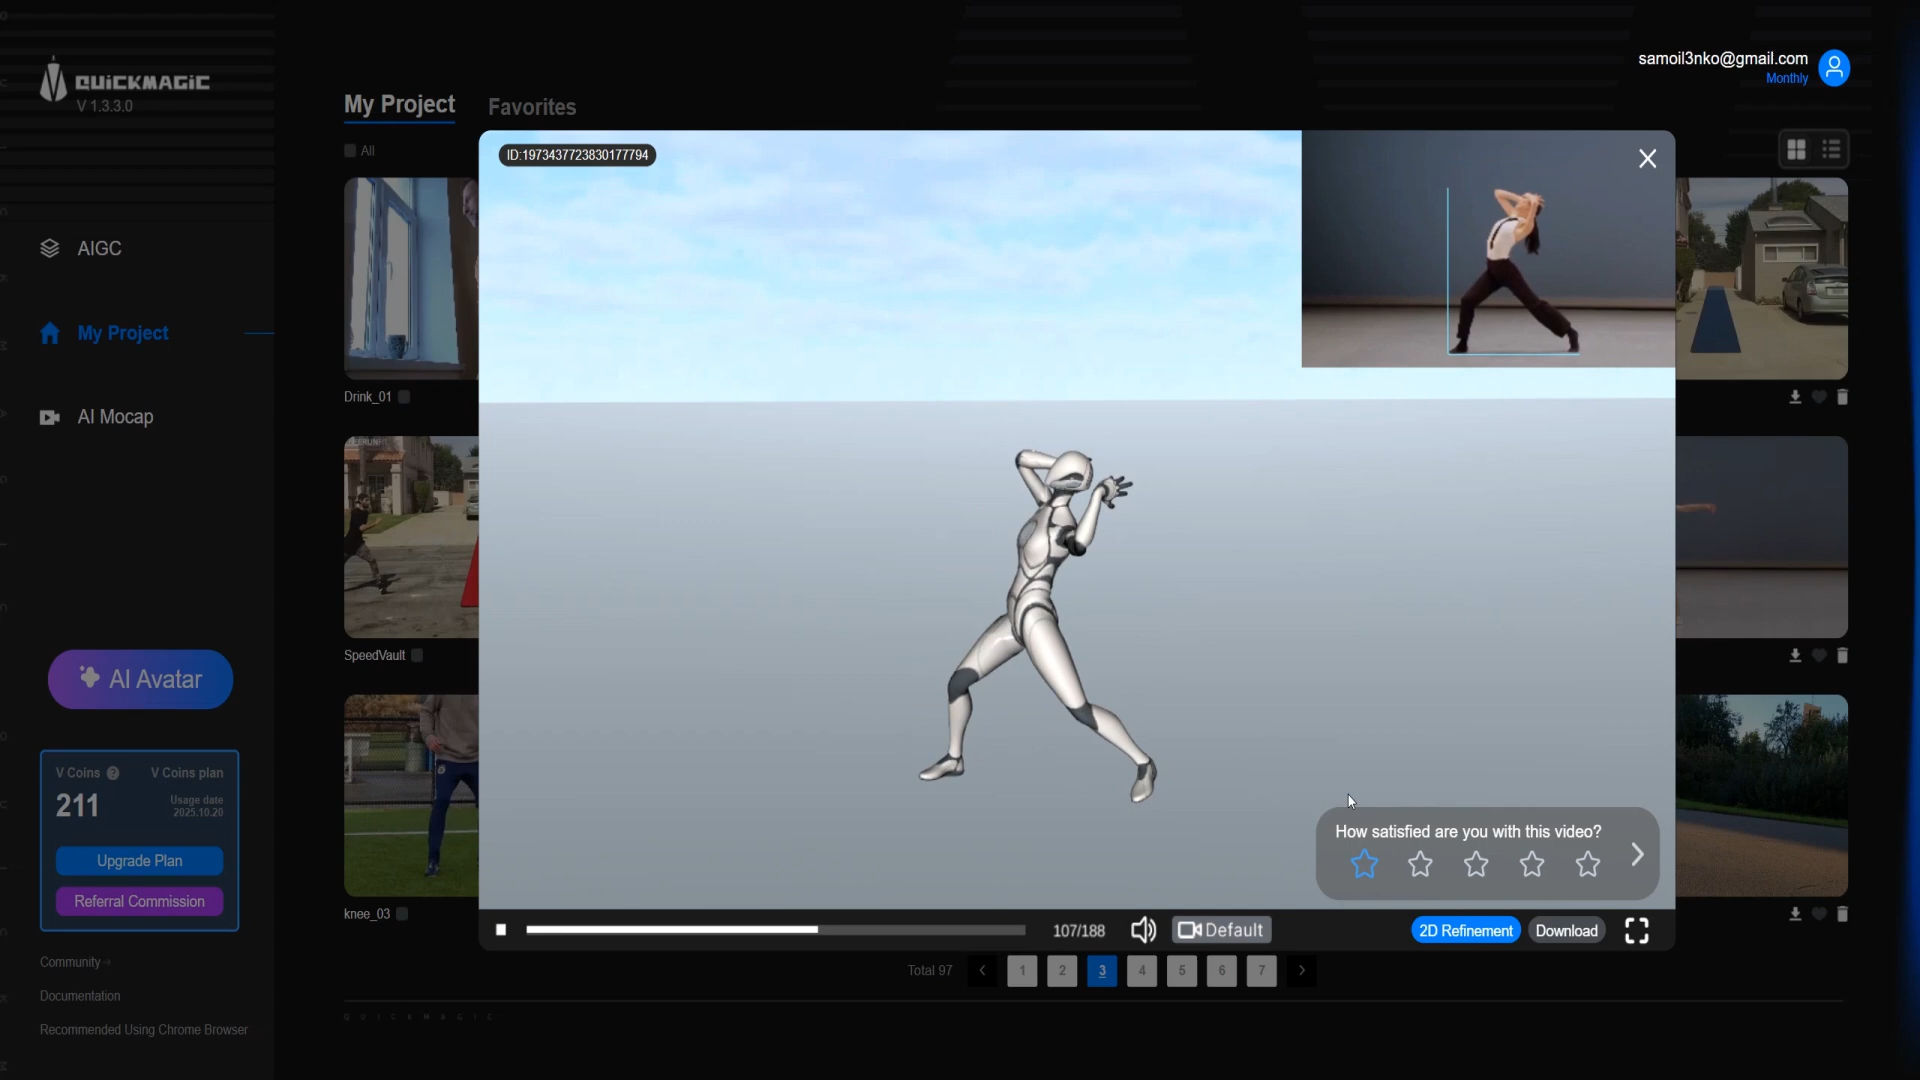 QUICKMAGIC
V 1.3.3.0
samoil3nko@gmail.com
Monthly
My Project
Favorites
All
ID:1973437723830177794
AIGC
My Project
AI Mocap
Drink_01
SpeedVault
knee_03
AI Avatar
V Coins ?
V Coins plan
211
Usage date
2025.10.20
Upgrade Plan
Referral Commission
Community
Documentation
Recommended Using Chrome Browser
How satisfied are you with this video?
107/188
Default
2D Refinement
Download
Total 97
1
2
3
4
5
6
7
QUICKMAGIC